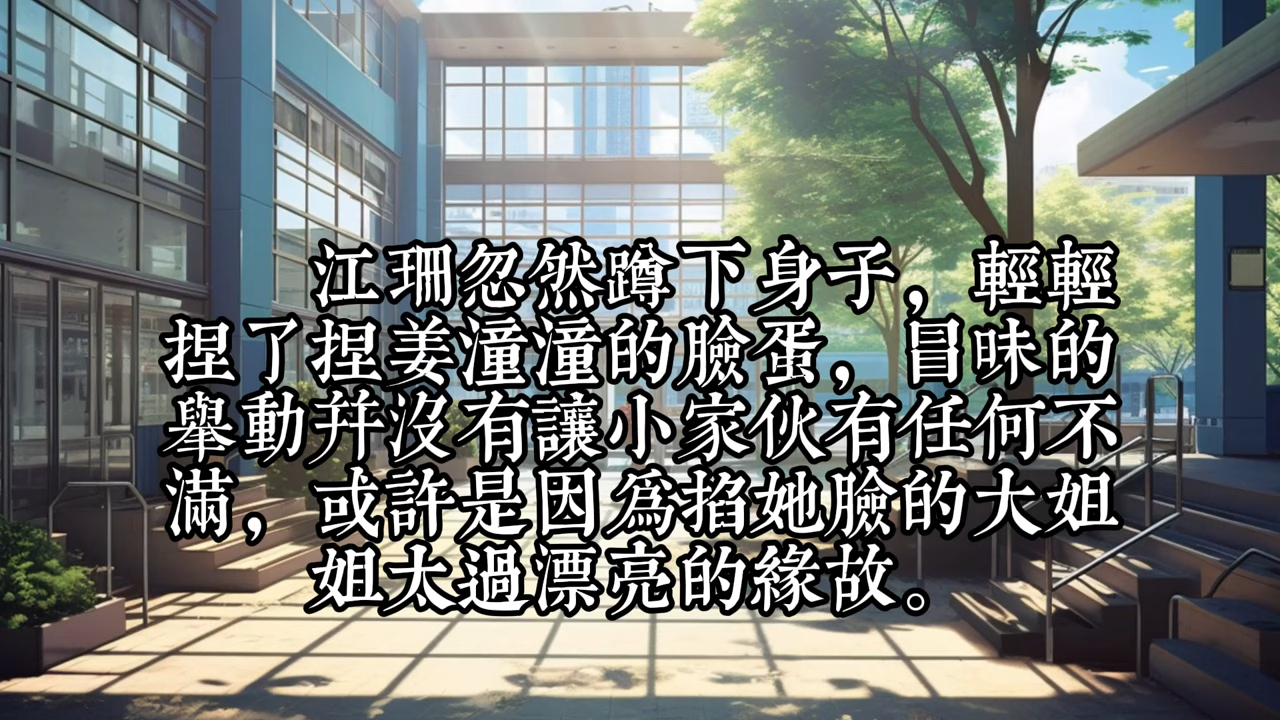 江珊忽然蹲下身子，輕輕
捏了捏姜潼潼的臉蛋，冒昧的
舉動幷沒有讓小家伙有任何不
滿，或許是因爲掐她臉的大姐
姐太過漂亮的緣故。